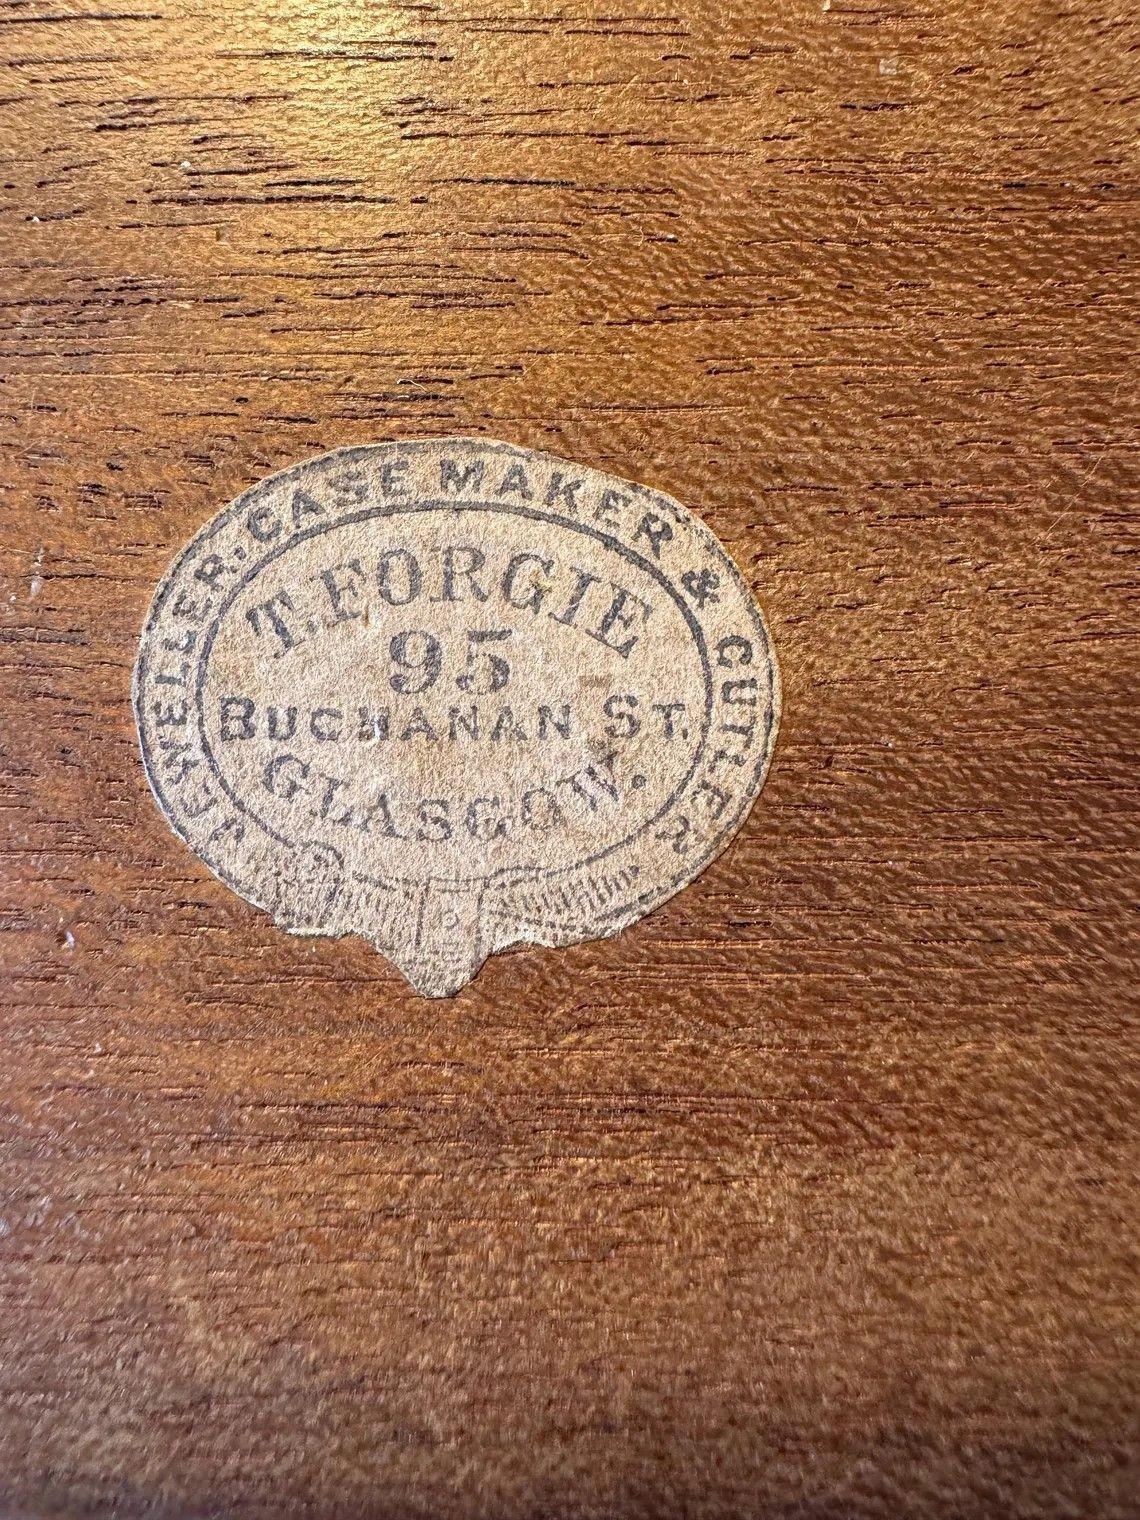 JEWELLER, CASE MAKER & CUTLER
T. FORGIE
95
BUCHANAN ST.
GLASGOW.